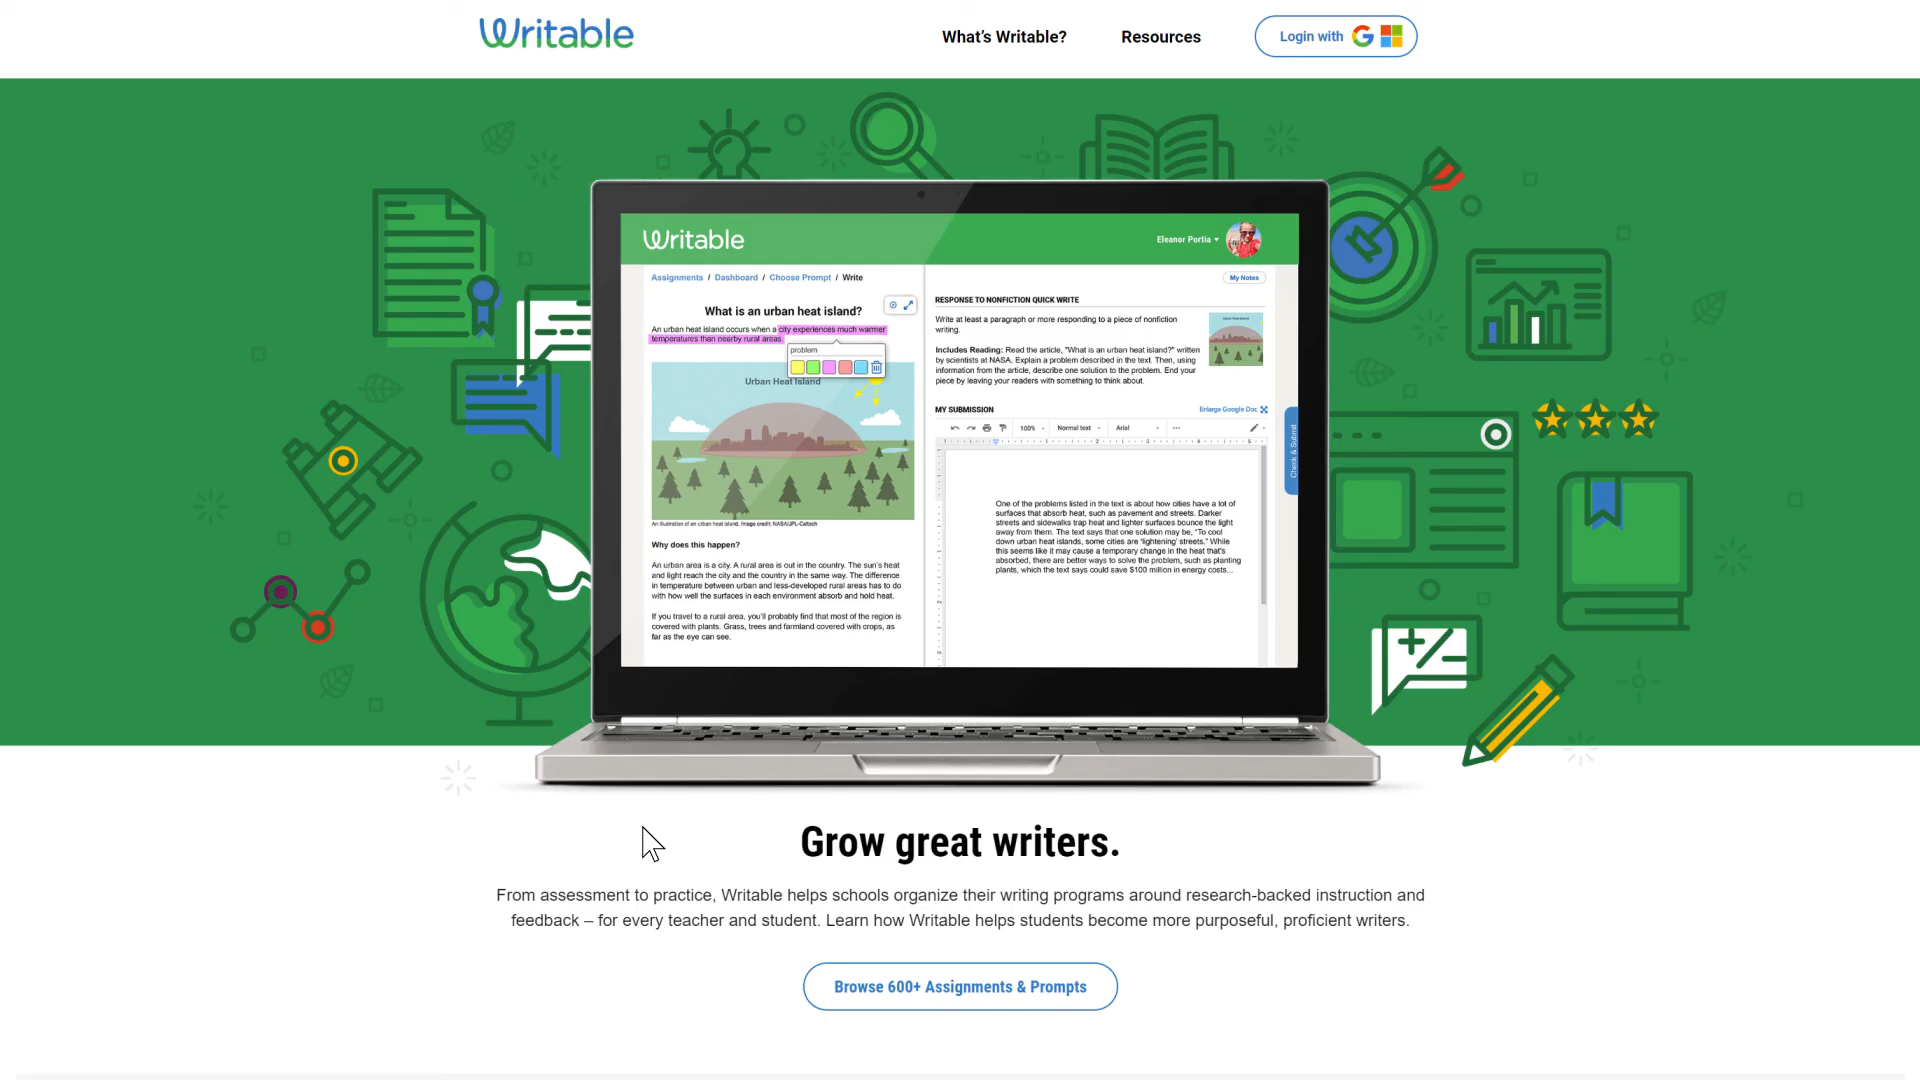 Writable
What's Writable?
Resources
Login with
Writable
Eleanor Portia
Assignments / Dashboard / Choose Prompt / Write
My Notes
What is an urban heat island?
An urban heat island occurs when a city experiences much warmer
temperatures than nearby rural areas.
problem
Urban Heat Island
An illustration of an urban heat island. Image credit: NASA/JPL-Caltech
Why does this happen?
An urban area is a city. A rural area is out in the country. The sun's heat
and light reach the city and the country in the same way. The difference
in temperature between urban and less-developed rural areas has to do
with how well the surfaces in each environment absorb and hold heat.
If you travel to a rural area, you'll probably find that most of the region is
covered with plants. Grass, trees and farmland covered with crops, as
far as the eye can see.
RESPONSE TO NONFICTION QUICK WRITE
Write at least a paragraph or more responding to a piece of nonfiction
writing.
Includes Reading: Read the article, "What is an urban heat island?" written
by scientists at NASA. Explain a problem described in the text. Then, using
information from the article, describe one solution to the problem. End your
piece by leaving your readers with something to think about.
MY SUBMISSION
Enlarge Google Doc
100%
Normal text
Arial
Check & Submit
One of the problems listed in the text is about how cities have a lot of
surfaces that absorb heat, such as pavement and streets. Darker
streets and sidewalks trap heat and lighter surfaces bounce the light
away from them. The text says that one solution may be, "To cool
down urban heat islands, some cities are 'lightening' streets." While
this seems like it may cause a temporary change in the heat that's
absorbed, there are better ways to solve the problem, such as planting
plants, which the text says could save $100 million in energy costs...
Grow great writers.
From assessment to practice, Writable helps schools organize their writing programs around research-backed instruction and
feedback – for every teacher and student. Learn how Writable helps students become more purposeful, proficient writers.
Browse 600+ Assignments & Prompts